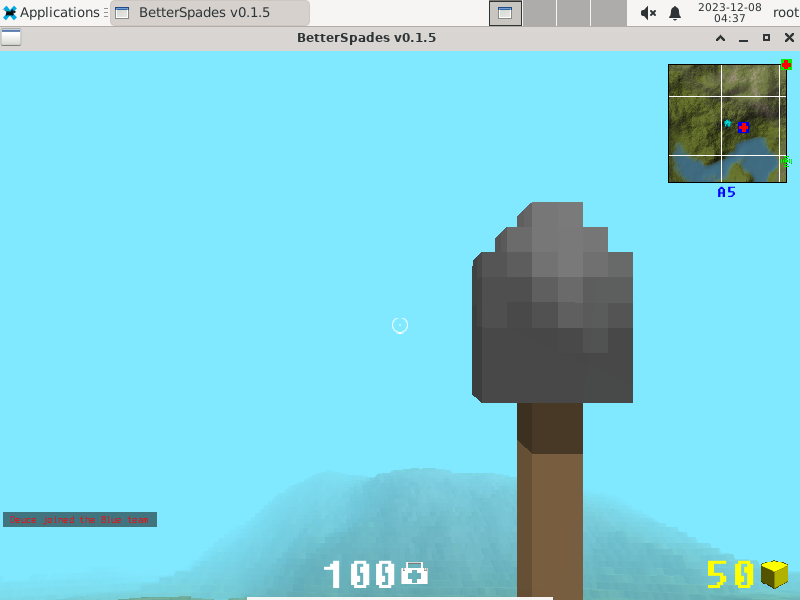 Applications
BetterSpades v0.1.5
2023-12-08
04:37
root
BetterSpades v0.1.5
A5
Deuce joined the Blue team
100
50